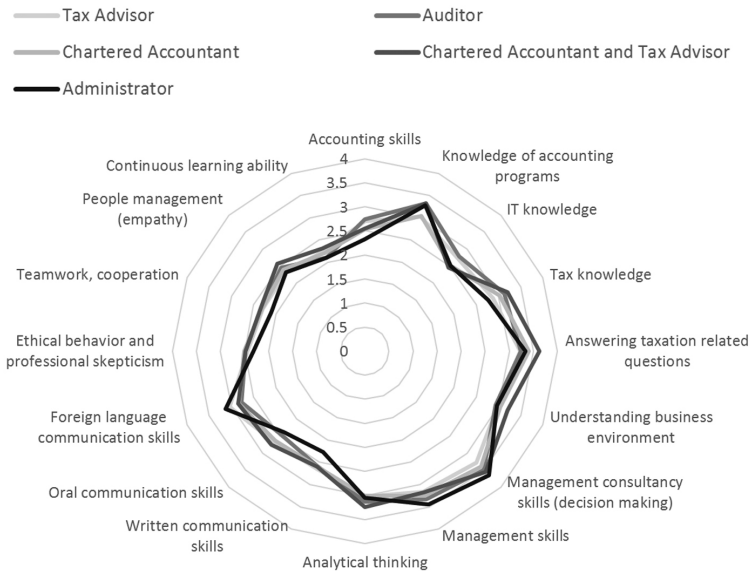 Tax Advisor
Auditor
Chartered Accountant
Chartered Accountant and Tax Advisor
Administrator
Accounting skills
Knowledge of accounting
programs
IT knowledge
Tax knowledge
Answering taxation related
questions
Understanding business
environment
Management consultancy
skills (decision making)
Management skills
Analytical thinking
Written communication
skills
Oral communication skills
Foreign language
communication skills
Ethical behavior and
professional skepticism
Teamwork, cooperation
People management
(empathy)
Continuous learning ability
4
3.5
3
2.5
2
1.5
1
0.5
0